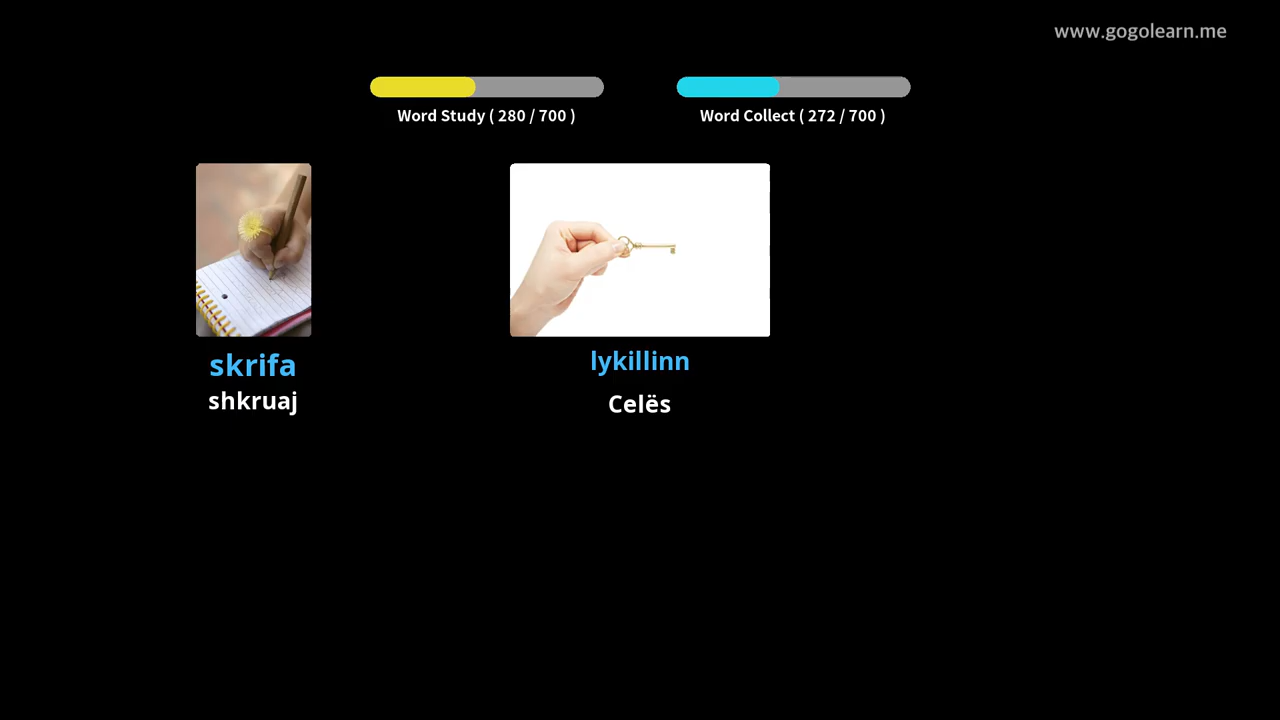 www.gogolearn.me
Word Study ( 280 / 700 )
Word Collect ( 272 / 700 )
skrifa
shkruaj
lykillinn
Celës